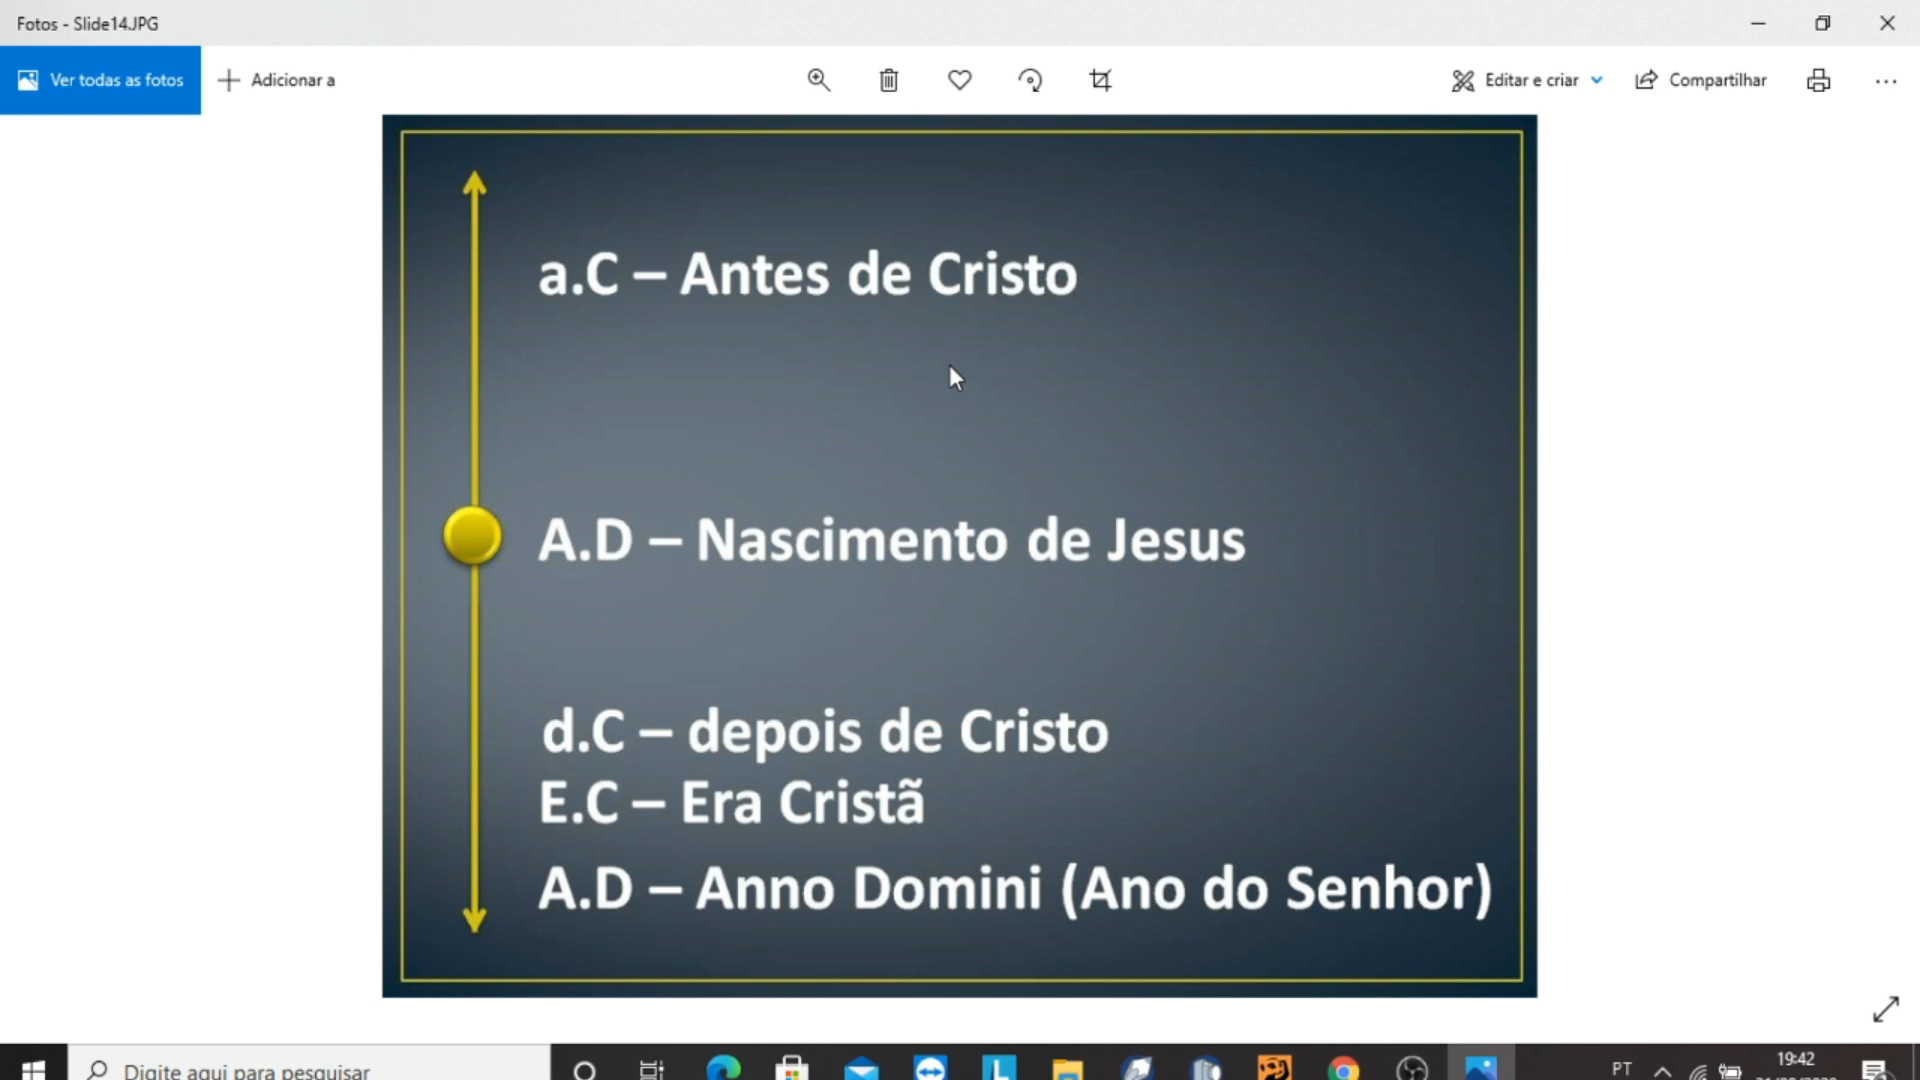 Fotos - Slide14.JPG
Ver todas as fotos
Adicionar a
Editar e criar
Compartilhar
a.C – Antes de Cristo
A.D – Nascimento de Jesus
d.C – depois de Cristo
E.C – Era Cristã
A.D – Anno Domini (Ano do Senhor)
Digite aqui para pesquisar
PT
19:42